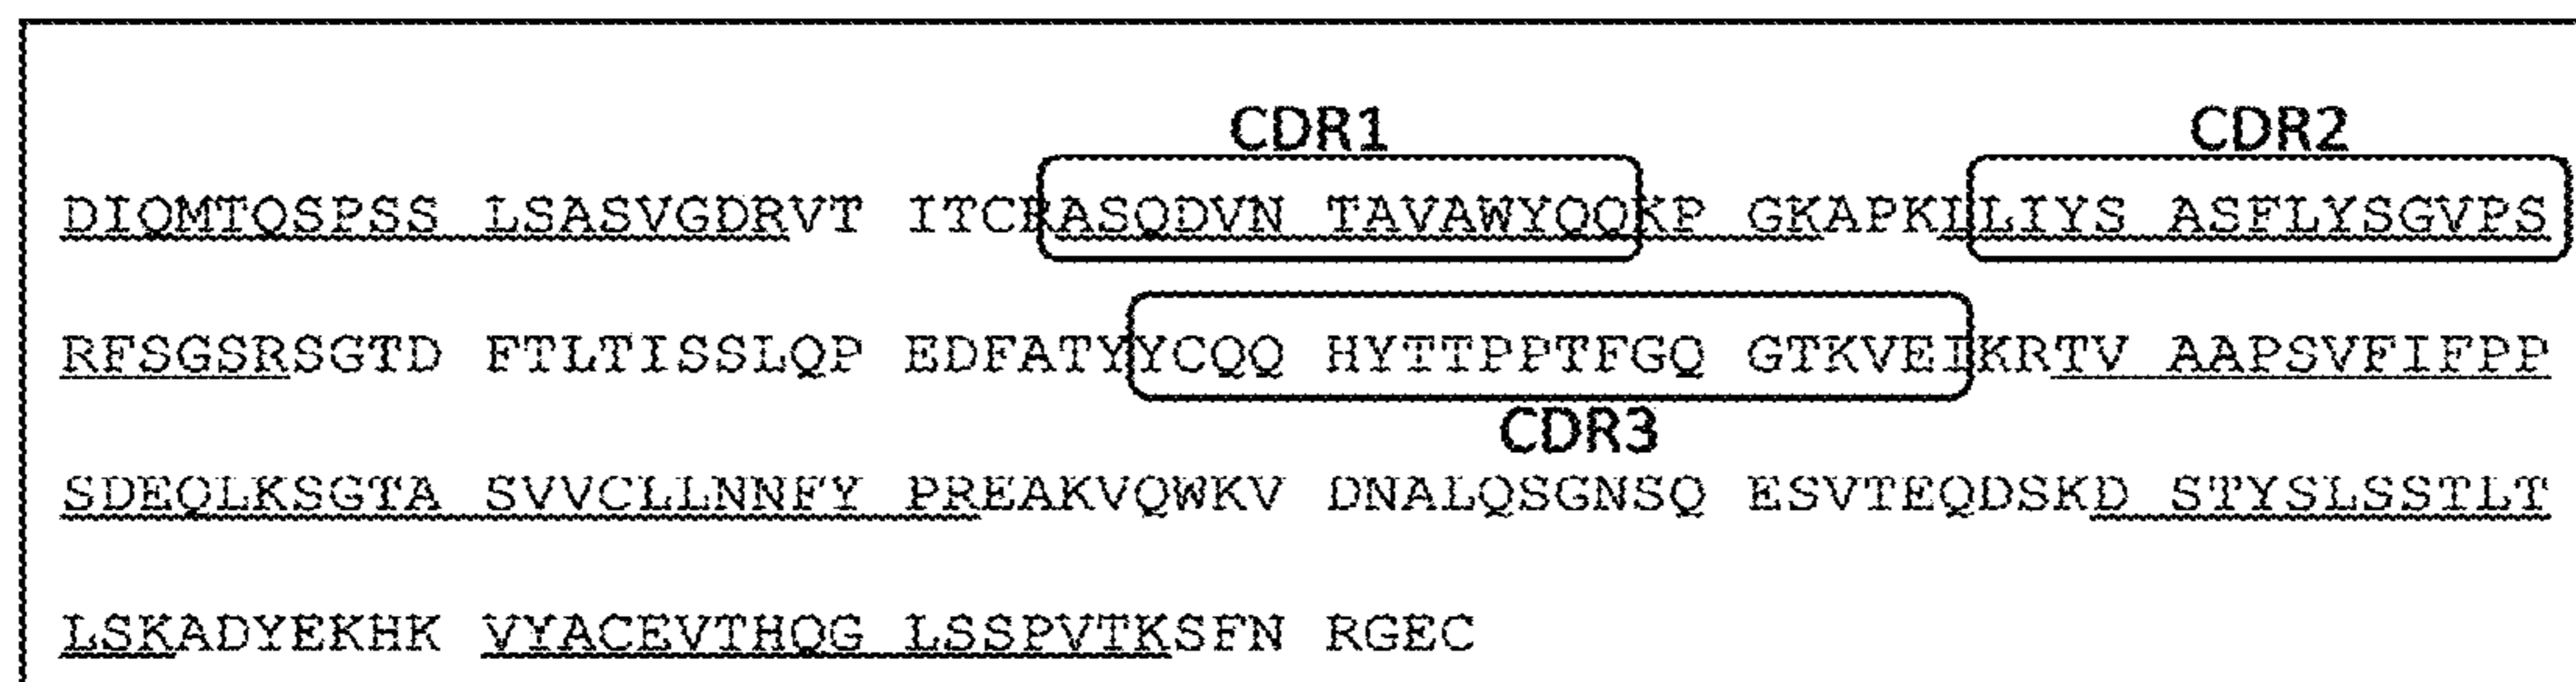 CDR1 CDR2
DIQMTQSPSS LSASVGDRVT ITCRASQDVN TAVAWYQQKP GKAPKLLIYS ASFLYSGVPS
RFSGSRSGTD FTLTISSLQP EDFATYYCQQ HYTTPPTFGQ GTKVEIKRTV AAPSVFIFPP
CDR3
SDEQLKSGTA SVVCLLNNFY PREAKVQWKV DNALQSGNSQ ESVTEQDSKD STYSLSSTLT
LSKADYEKHK VYACEVTHQG LSSPVTKSFN RGEC